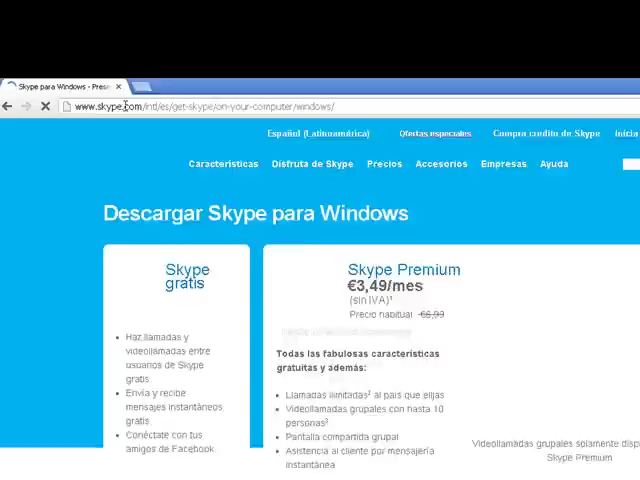 Skype para Windows - Prese
www.skype.com/intl/es/get-skype/on-your-computer/windows/
Español (Latinoamérica) Ofertas especiales Compra crédito de Skype Inicia
Características Disfruta de Skype Precios Accesorios Empresas Ayuda
Descargar Skype para Windows
Skype
gratis
Haz llamadas y
videollamadas entre
usuarios de Skype
gratis
Envía y recibe
mensajes instantáneos
gratis
Conéctate con tus
amigos de Facebook
Skype Premium
€3,49/mes
(sin IVA)¹
Precio habitual €6,99
Todas las fabulosas características
gratuitas y además:
Llamadas ilimitadas² al país que elijas
Videollamadas grupales con hasta 10
personas³
Pantalla compartida grupal
Asistencia al cliente por mensajería
instantánea
Videollamadas grupales solamente disp
Skype Premium